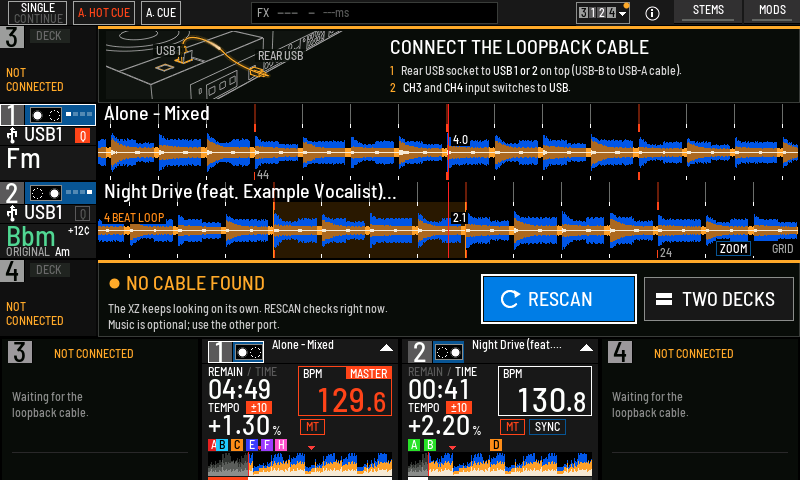 SINGLE
CONTINUE
A. HOT CUE
A. CUE
FX --- - ---ms
3 1 2 4
STEMS
MODS
3 DECK
NOT
CONNECTED
USB1
REAR USB
CONNECT THE LOOPBACK CABLE
1 Rear USB socket to USB1 or 2 on top (USB-B to USB-A cable).
2 CH3 and CH4 input switches to USB.
1
USB1 0
Fm
Alone - Mixed
4.0
44
2
USB1 0
Bbm +12¢
ORIGINAL Am
Night Drive (feat. Example Vocalist)...
4 BEAT LOOP
2.1
24
ZOOM GRID
4 DECK
NOT
CONNECTED
NO CABLE FOUND
The XZ keeps looking on its own. RESCAN checks right now.
Music is optional; use the other port.
RESCAN
TWO DECKS
3 NOT CONNECTED
Waiting for the
loopback cable.
1 Alone - Mixed
REMAIN / TIME
04:49
TEMPO ±10
+1.30%
BPM MASTER
129.6
MT
A B C E F H
2 Night Drive (feat....
REMAIN / TIME
00:41
TEMPO ±10
+2.20%
BPM
130.8
MT SYNC
A B D
4 NOT CONNECTED
Waiting for the
loopback cable.